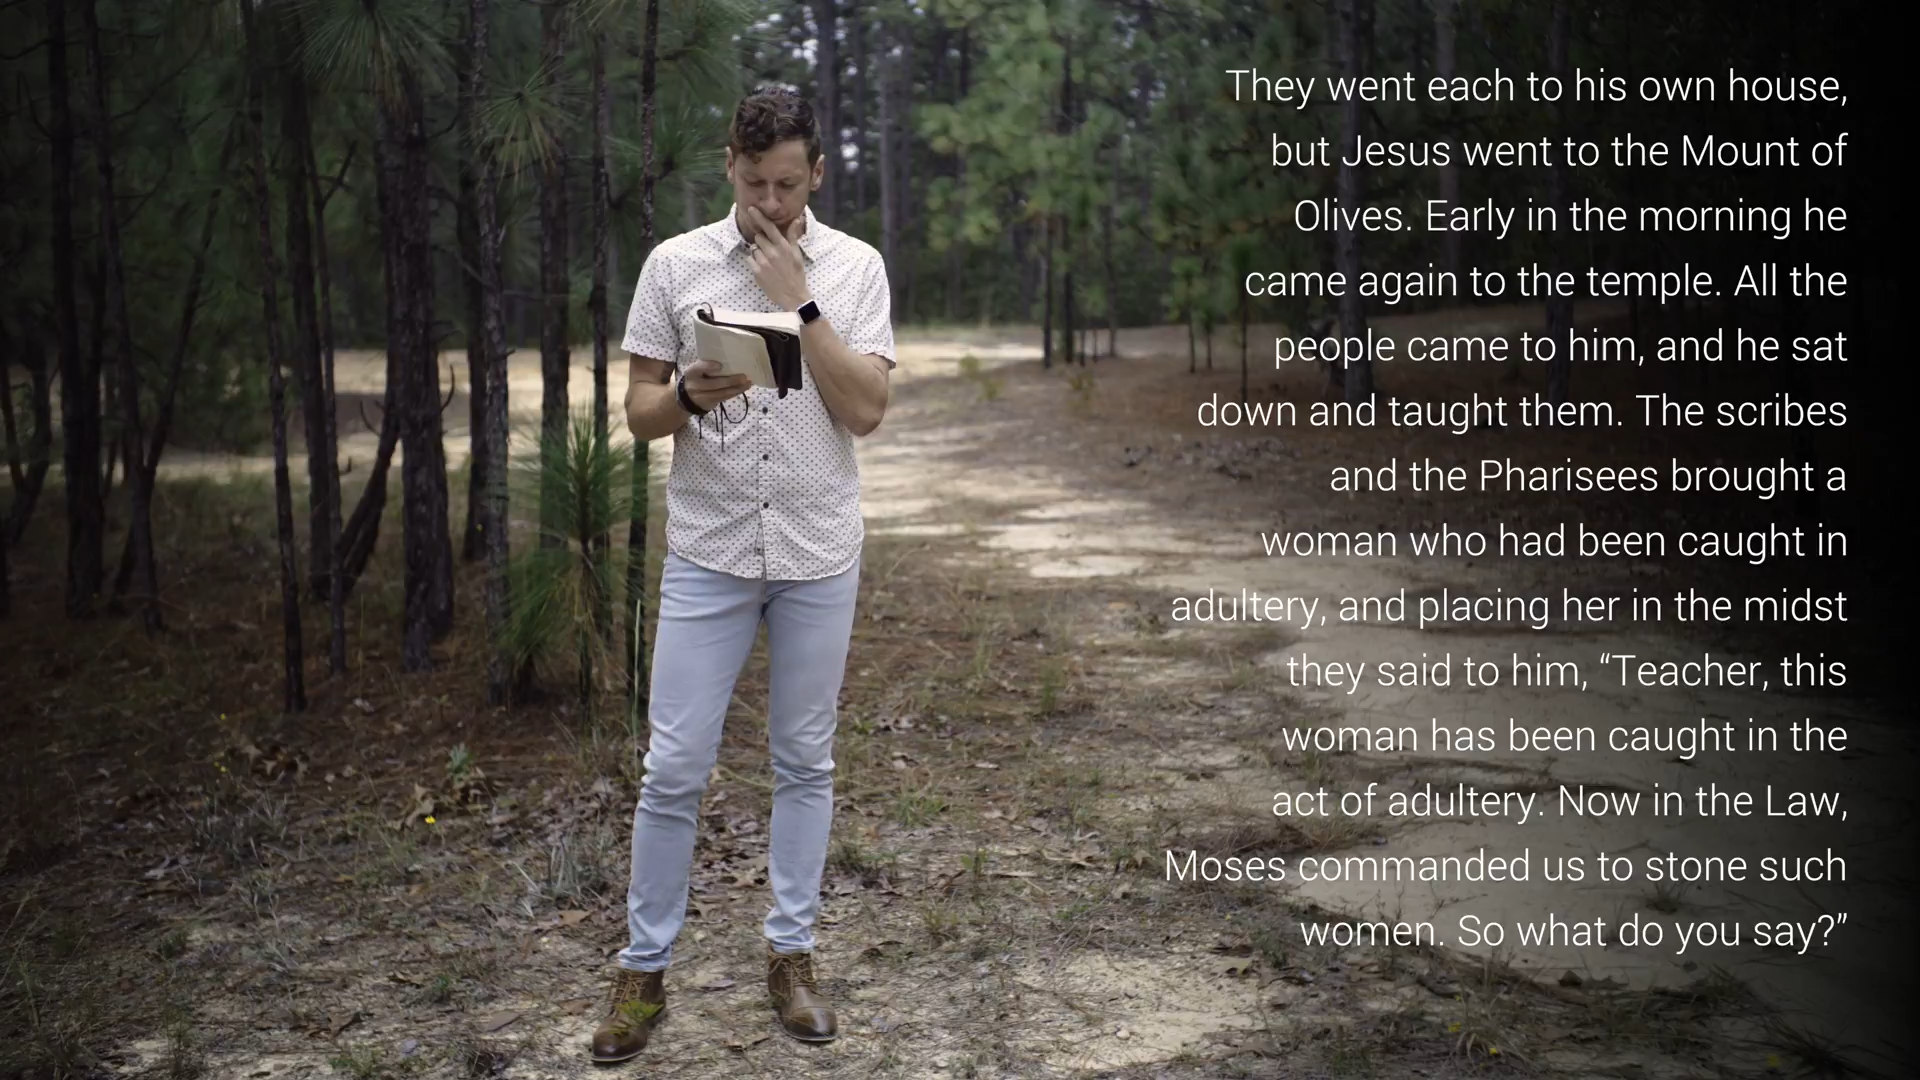 They went each to his own house,
but Jesus went to the Mount of
Olives. Early in the morning he
came again to the temple. All the
people came to him, and he sat
down and taught them. The scribes
and the Pharisees brought a
woman who had been caught in
adultery, and placing her in the midst
they said to him, “Teacher, this
woman has been caught in the
act of adultery. Now in the Law,
Moses commanded us to stone such
women. So what do you say?”